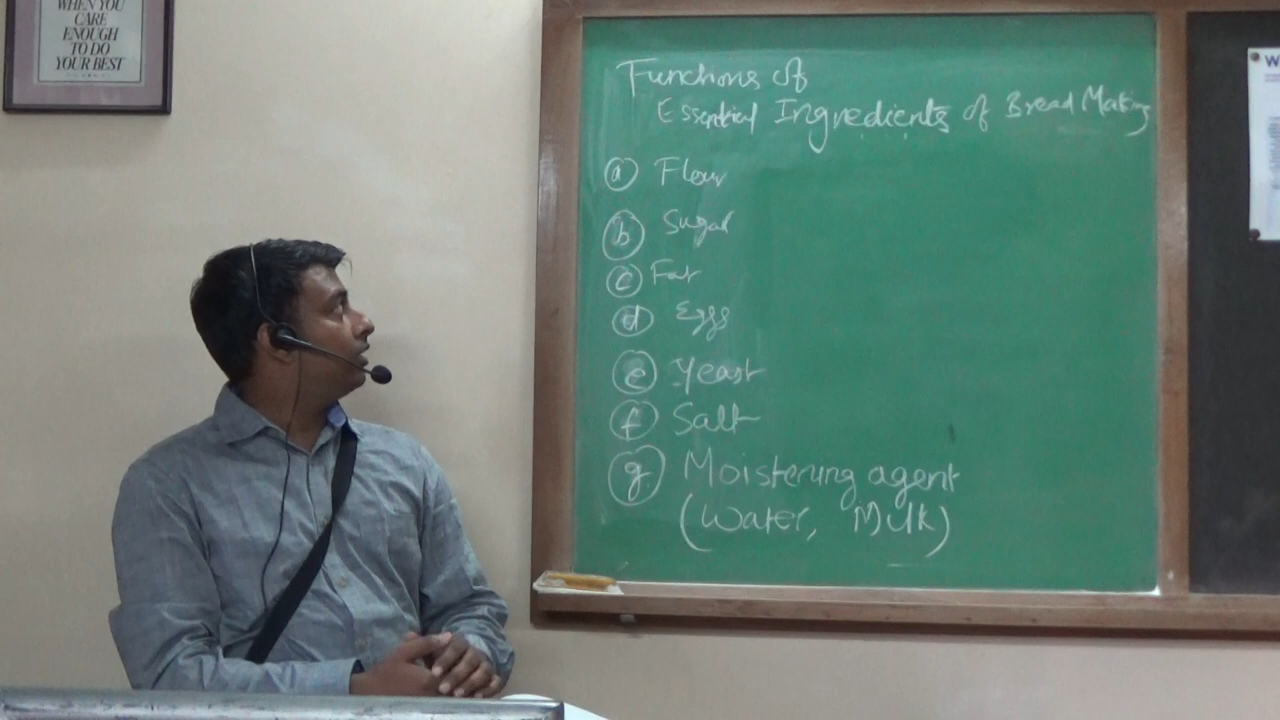 WHEN YOU
CARE
ENOUGH
TO DO
YOUR BEST
Functions of
Essential Ingredients of Bread Making
a Flour
b Sugar
c Fat
d Eggs
e Yeast
f Salt
g Moistening agent
(Water, Milk)
W